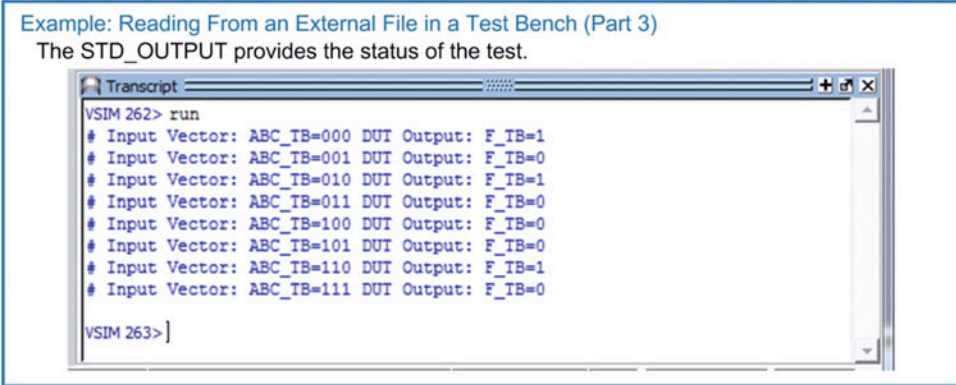 Example: Reading From an External File in a Test Bench (Part 3)
The STD_OUTPUT provides the status of the test.
Transcript
VSIM 262> run
# Input Vector: ABC_TB=000 DUT Output: F_TB=1
# Input Vector: ABC_TB=001 DUT Output: F_TB=0
# Input Vector: ABC_TB=010 DUT Output: F_TB=1
# Input Vector: ABC_TB=011 DUT Output: F_TB=0
# Input Vector: ABC_TB=100 DUT Output: F_TB=0
# Input Vector: ABC_TB=101 DUT Output: F_TB=0
# Input Vector: ABC_TB=110 DUT Output: F_TB=1
# Input Vector: ABC_TB=111 DUT Output: F_TB=0
VSIM 263>